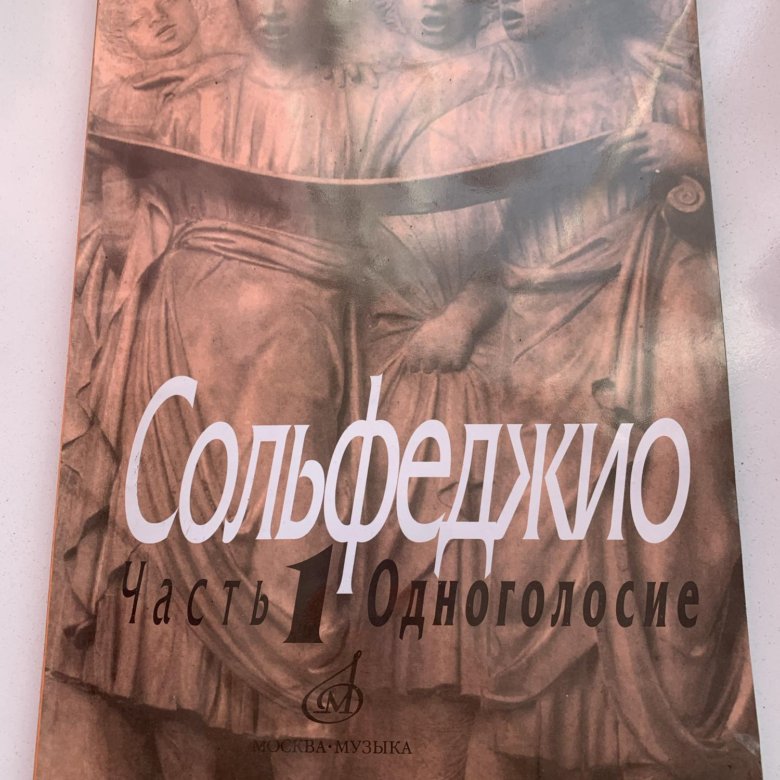 Сольфеджио
Часть 1 Одноголосие
М
МОСКВА • МУЗЫКА